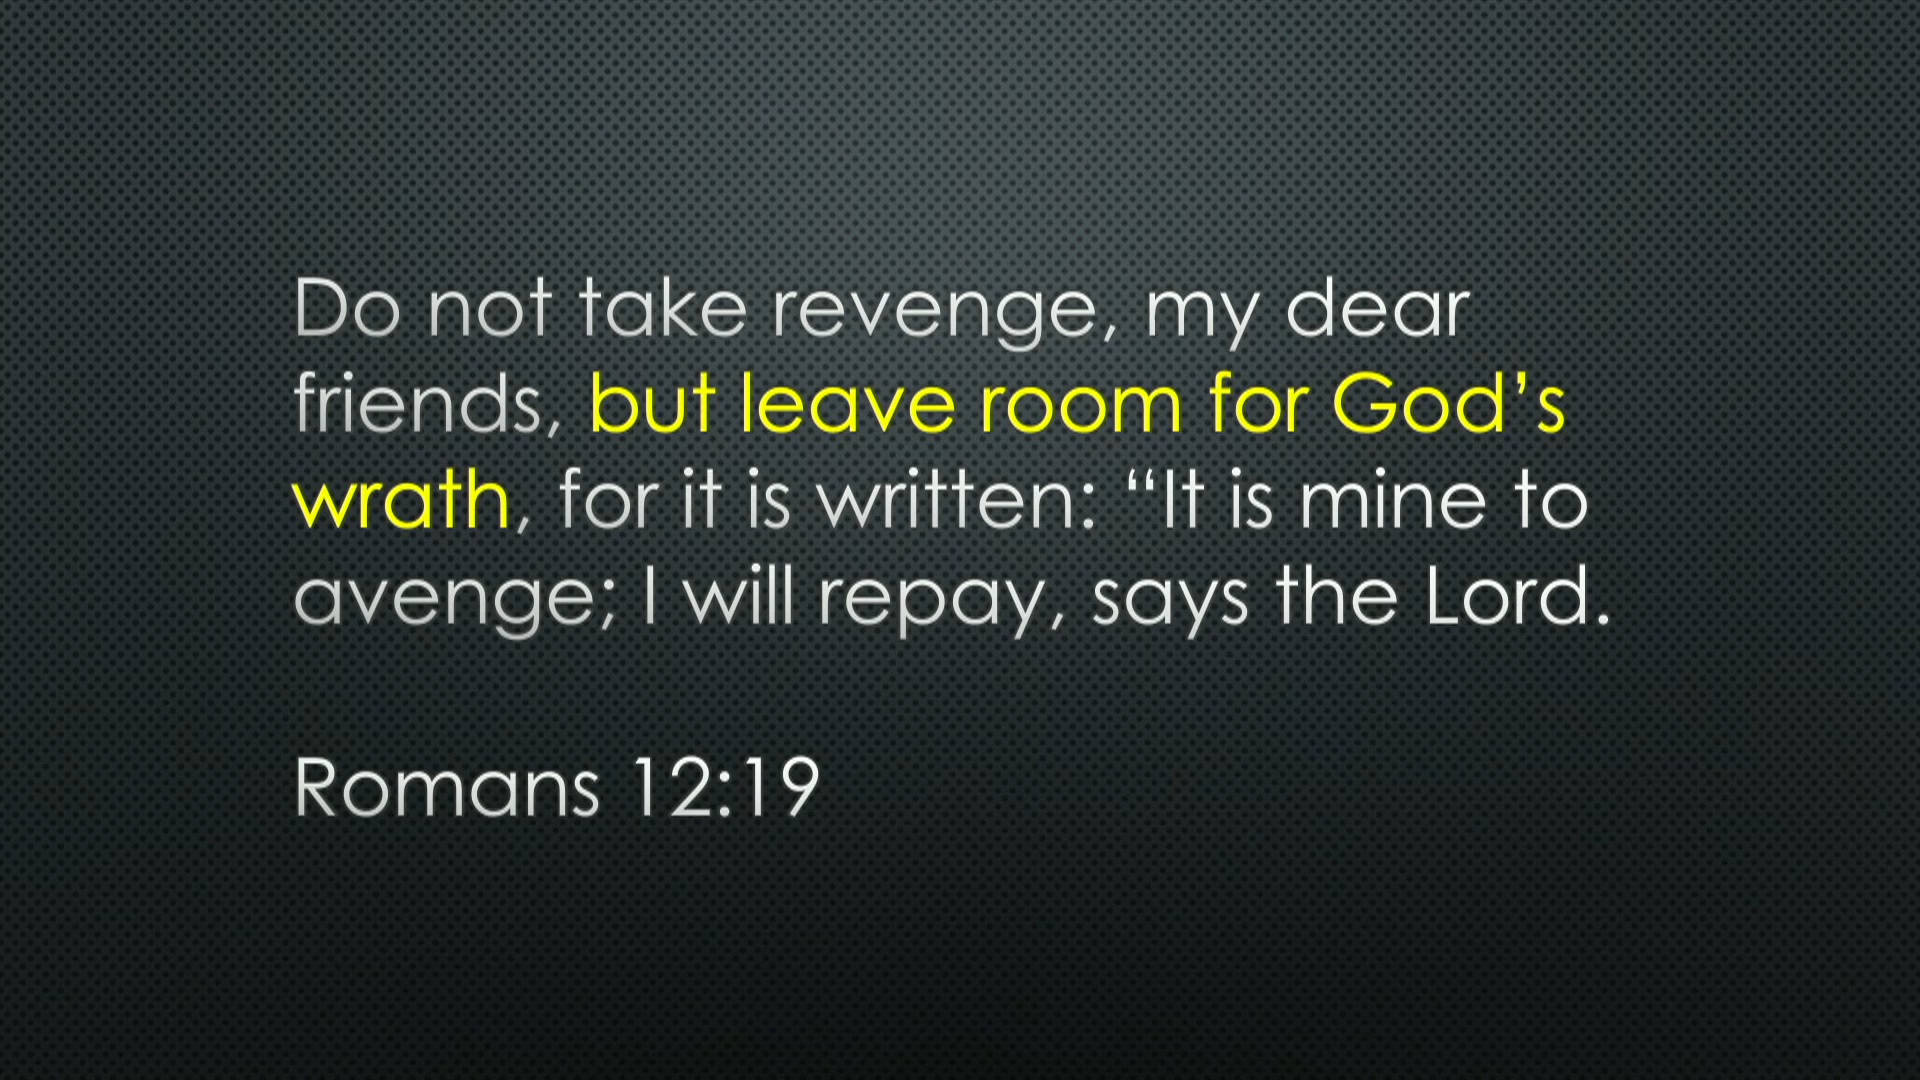 Do not take revenge, my dear
friends, but leave room for God’s
wrath, for it is written: “It is mine to
avenge; I will repay, says the Lord.
Romans 12:19